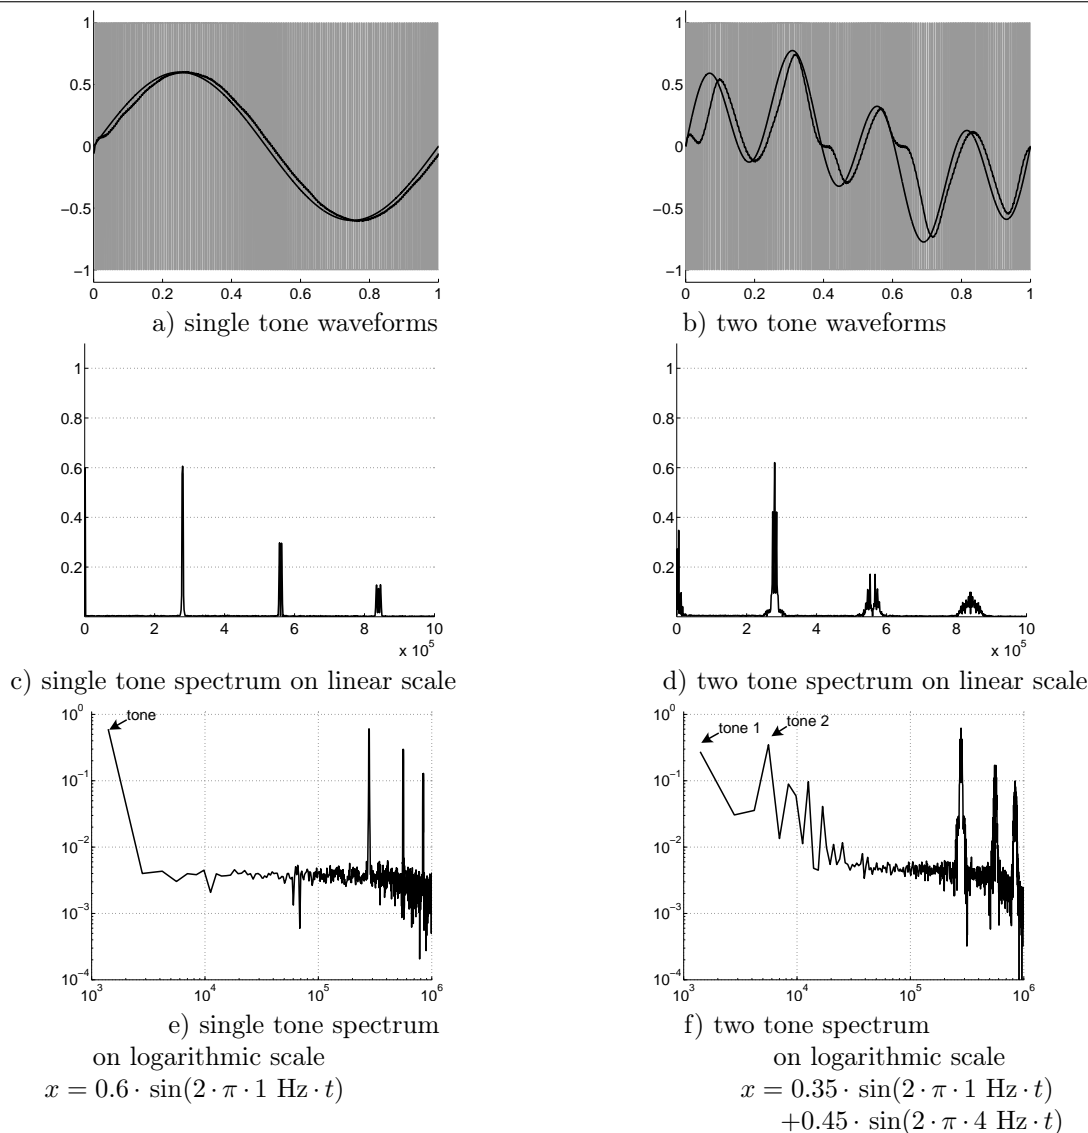 1
0.5
0
−0.5
−1
0 0.2 0.4 0.6 0.8 1
a) single tone waveforms
1
0.5
0
−0.5
−1
0 0.2 0.4 0.6 0.8 1
b) two tone waveforms
1
0.8
0.6
0.4
0.2
0 2 4 6 8 10
x 10^5
c) single tone spectrum on linear scale
1
0.8
0.6
0.4
0.2
0 2 4 6 8 10
x 10^5
d) two tone spectrum on linear scale
10^0
tone
10^−1
10^−2
10^−3
10^−4
10^3 10^4 10^5 10^6
e) single tone spectrum
on logarithmic scale
x = 0.6 · sin(2 · π · 1 Hz · t)
10^0
tone 1 tone 2
10^−1
10^−2
10^−3
10^−4
10^3 10^4 10^5 10^6
f) two tone spectrum
on logarithmic scale
x = 0.35 · sin(2 · π · 1 Hz · t)
+0.45 · sin(2 · π · 4 Hz · t)